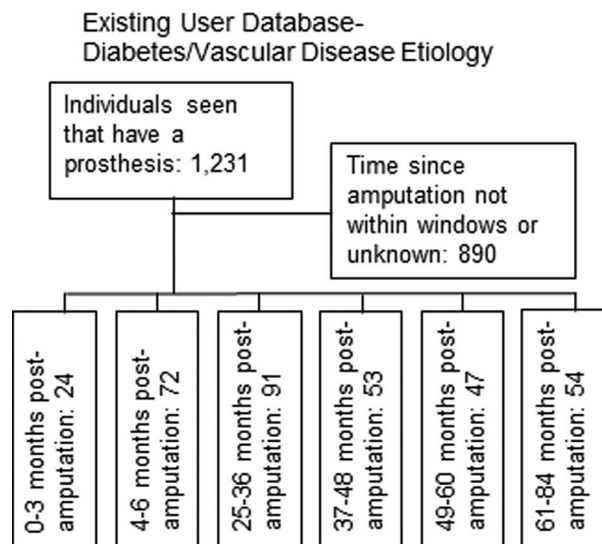 Existing User Database-
Diabetes/Vascular Disease Etiology
Individuals seen
that have a
prosthesis: 1,231
Time since
amputation not
within windows or
unknown: 890
0-3 months post-
amputation: 24
4-6 months post-
amputation: 72
25-36 months post-
amputation: 91
37-48 months post-
amputation: 53
49-60 months post-
amputation: 47
61-84 months post-
amputation: 54